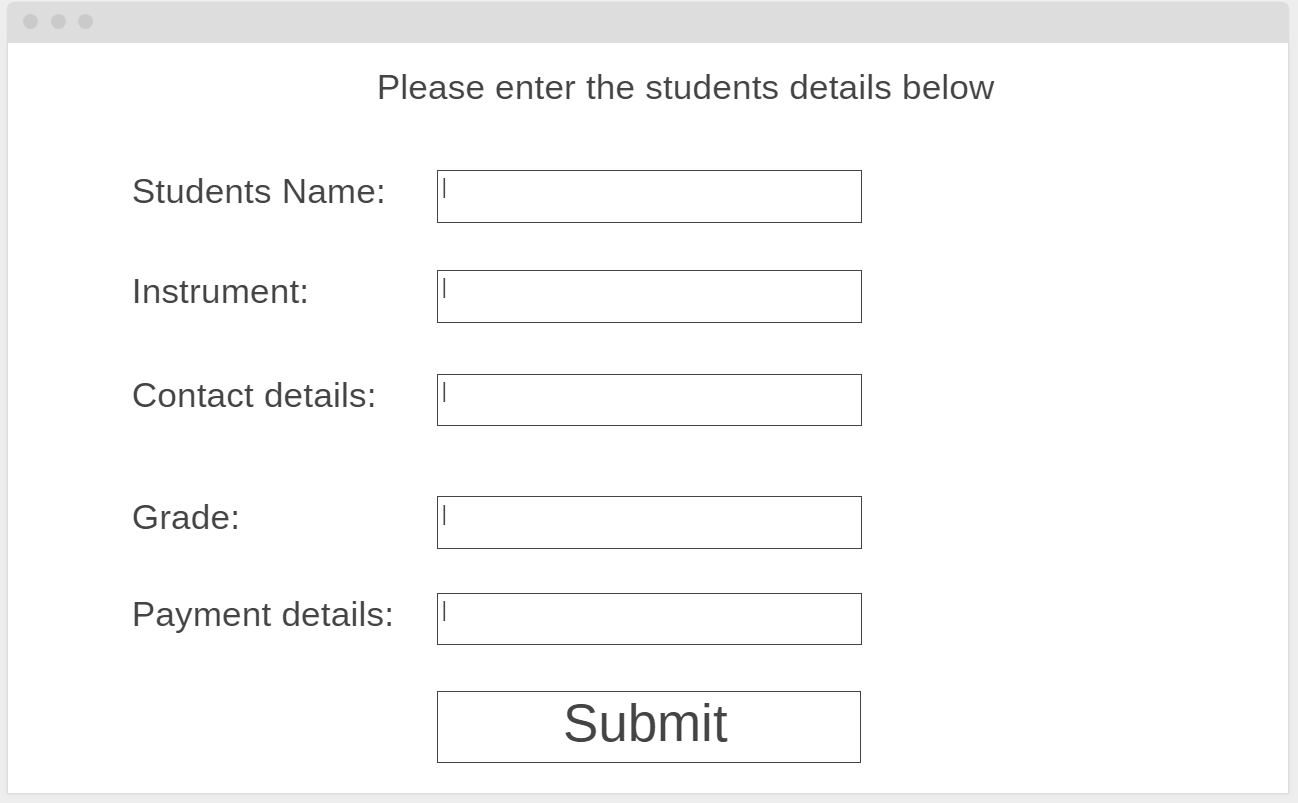 Please enter the students details below
Students Name:
Instrument:
Contact details:
Grade:
Payment details:
Submit